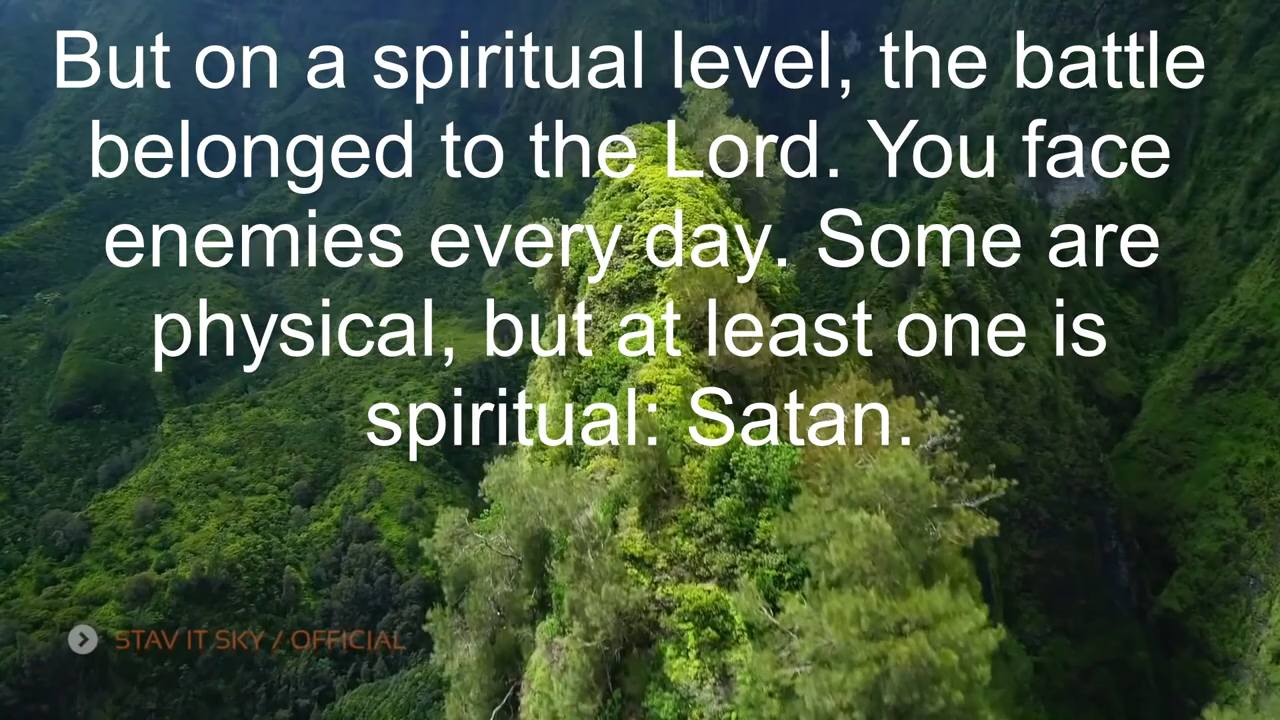 But on a spiritual level, the battle
belonged to the Lord. You face
enemies every day. Some are
physical, but at least one is
spiritual: Satan.
STAV IT SKY / OFFICIAL